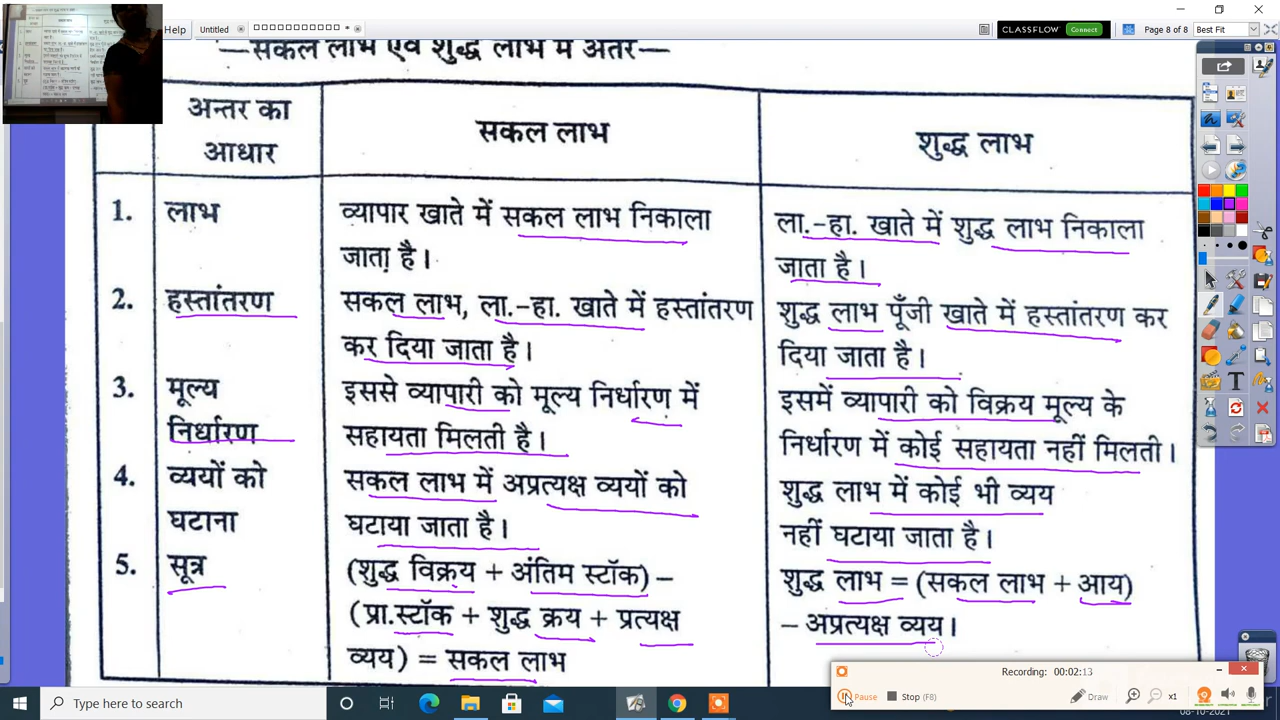 Help
Untitled
CLASSFLOW
Connect
Page 8 of 8
Best Fit
—सकल लाभ एवं शुद्ध लाभ में अंतर—
अन्तर का आधार
सकल लाभ
शुद्ध लाभ
1. लाभ
व्यापार खाते में सकल लाभ निकाला
जाता है।
ला.-हा. खाते में शुद्ध लाभ निकाला
जाता है।
2. हस्तांतरण
सकल लाभ, ला.-हा. खाते में हस्तांतरण
कर दिया जाता है।
शुद्ध लाभ पूँजी खाते में हस्तांतरण कर
दिया जाता है।
3. मूल्य
निर्धारण
इससे व्यापारी को मूल्य निर्धारण में
सहायता मिलती है।
इसमें व्यापारी को विक्रय मूल्य के
निर्धारण में कोई सहायता नहीं मिलती।
4. व्ययों को
घटाना
सकल लाभ में अप्रत्यक्ष व्ययों को
घटाया जाता है।
शुद्ध लाभ में कोई भी व्यय
नहीं घटाया जाता है।
5. सूत्र
(शुद्ध विक्रय + अंतिम स्टॉक) –
(प्रा.स्टॉक + शुद्ध क्रय + प्रत्यक्ष
व्यय) = सकल लाभ
शुद्ध लाभ = (सकल लाभ + आय)
– अप्रत्यक्ष व्यय।
Recording: 00:02:13
Pause
Stop (F8)
Draw
x1
Type here to search
08-10-2021